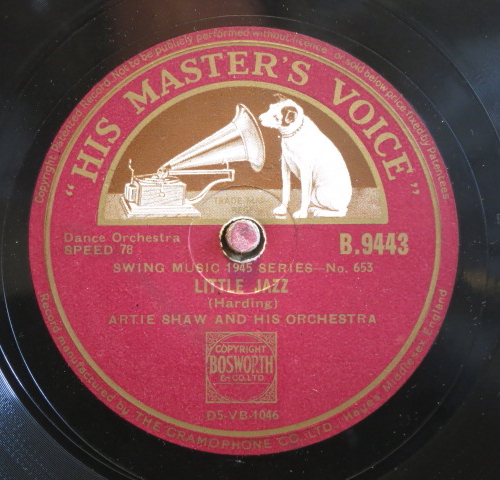 Copyright Patented Record. Not to be publicly performed without licence, or sold below price fixed by Patentees.
"HIS MASTER'S VOICE"
TRADE MARK
Dance Orchestra
SPEED 78
B.9443
SWING MUSIC 1945 SERIES—No. 653
LITTLE JAZZ
(Harding)
ARTIE SHAW AND HIS ORCHESTRA
COPYRIGHT
BOSWORTH
& CO. LTD.
D5-VB-1046
Record manufactured by THE GRAMOPHONE CO. LTD. Hayes, Middlesex, England.